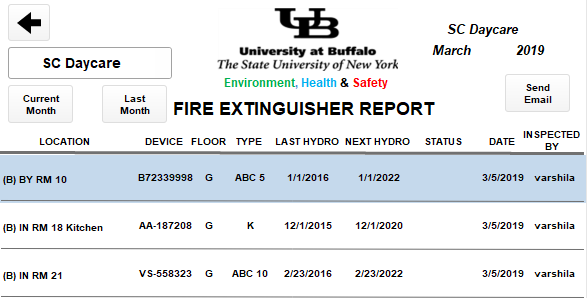 UB
University at Buffalo
The State University of New York
Environment, Health & Safety
SC Daycare
March 2019
SC Daycare
Current Month
Last Month
Send Email
FIRE EXTINGUISHER REPORT
LOCATION DEVICE FLOOR TYPE LAST HYDRO NEXT HYDRO STATUS DATE INSPECTED BY
(B) BY RM 10 B72339998 G ABC 5 1/1/2016 1/1/2022 3/5/2019 varshila
(B) IN RM 18 Kitchen AA-187208 G K 12/1/2015 12/1/2020 3/5/2019 varshila
(B) IN RM 21 VS-558323 G ABC 10 2/23/2016 2/23/2022 3/5/2019 varshila